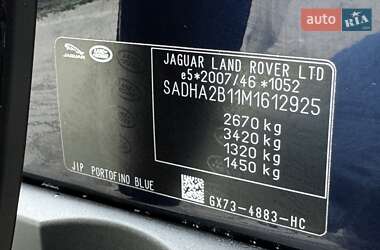 auto RIA.com
JAGUAR LAND ROVER LTD
e5*2007/46 *1052
SADHA2B11M1612925
2670 kg
3420 kg
1320 kg
1450 kg
JIP PORTOFINO BLUE
GX73-4883-HC